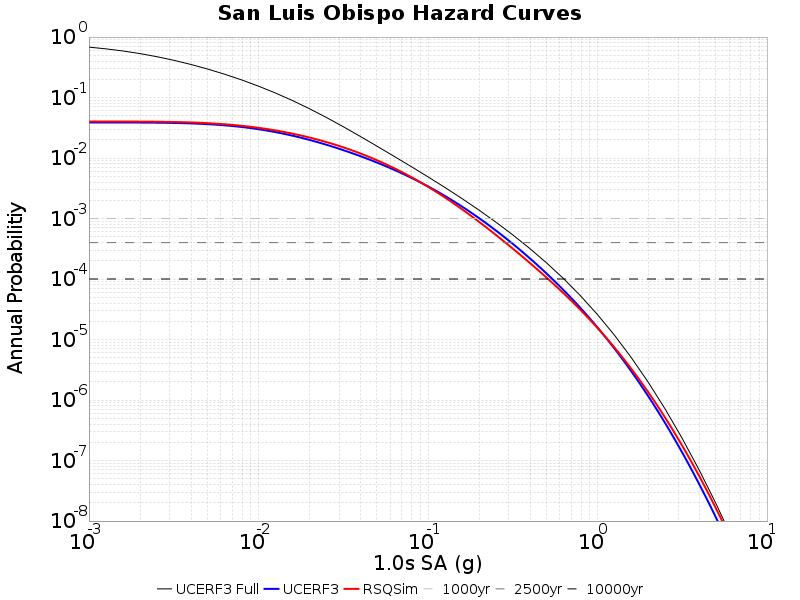 San Luis Obispo Hazard Curves
Annual Probabilitiy
10^0
10^-1
10^-2
10^-3
10^-4
10^-5
10^-6
10^-7
10^-8
10^-3 10^-2 10^-1 10^0 10^1
1.0s SA (g)
UCERF3 Full UCERF3 RSQSim 1000yr 2500yr 10000yr